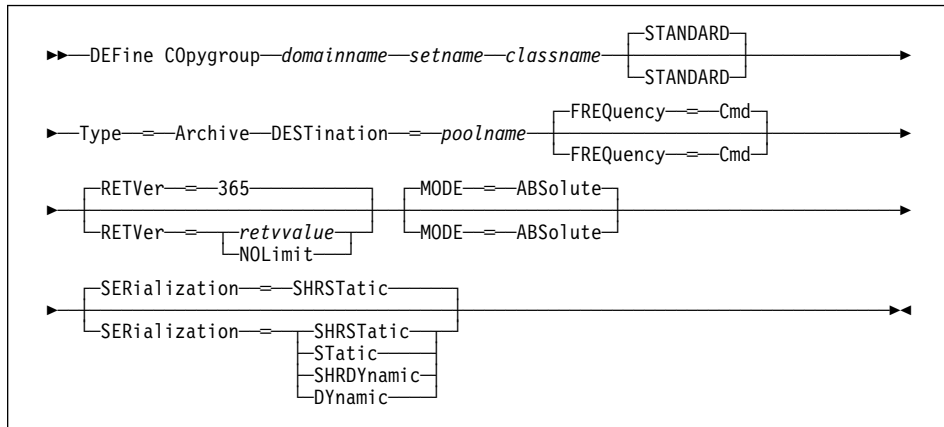 STANDARD
DEFine COpygroup domainname setname classname
STANDARD
FREQuency = Cmd
Type = Archive DESTination = poolname
FREQuency = Cmd
RETVer = 365 MODE = ABSolute
RETVer = retvvalue MODE = ABSolute
NOLimit
SERialization = SHRSTatic
SERialization = SHRSTatic
STatic
SHRDYnamic
DYnamic